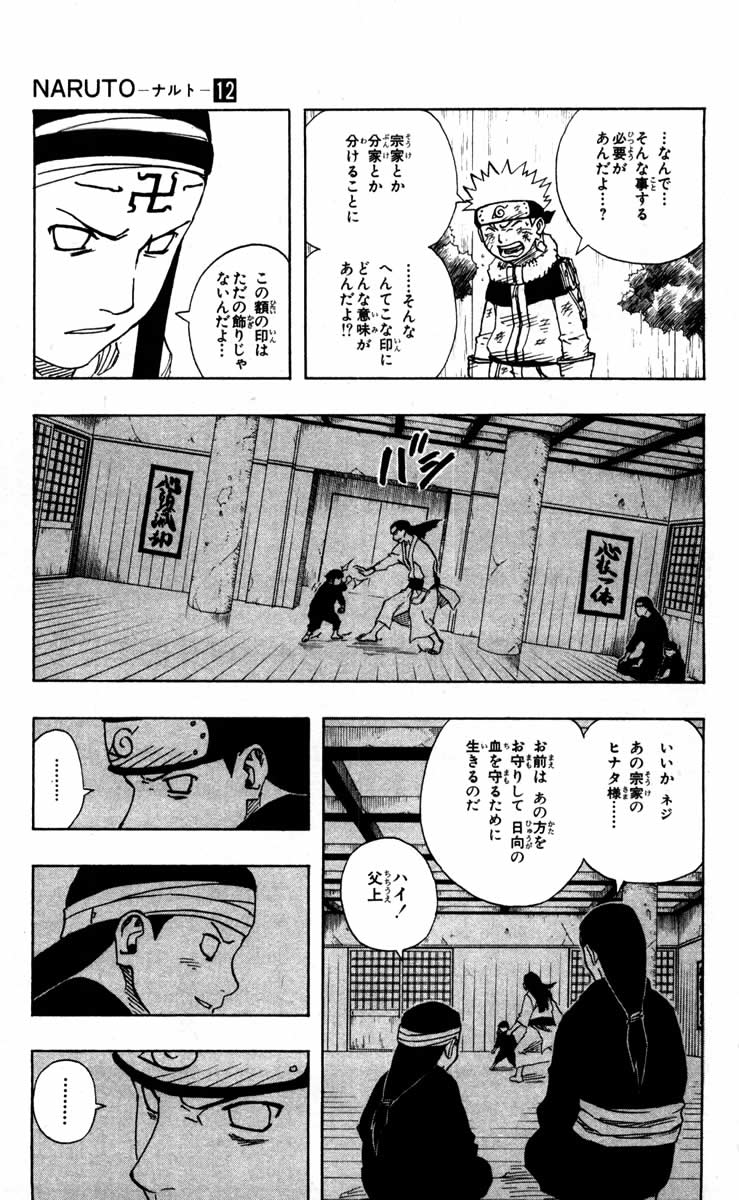 NARUTO―ナルト―12
…なんで…
そんな事する
必要が
あんだよ…?
宗家とか
分家とか
分けることに
……そんな
へんてこな印に
どんな意味が
あんだよ!?
この額の印は
ただの飾りじゃ
ないんだよ…
バシ
心技一体
いいか ネジ
あの宗家の
ヒナタ様……
お前は あの方を
お守りして 日向の
血を守るために
生きるのだ
ハイ!
父上
………
………